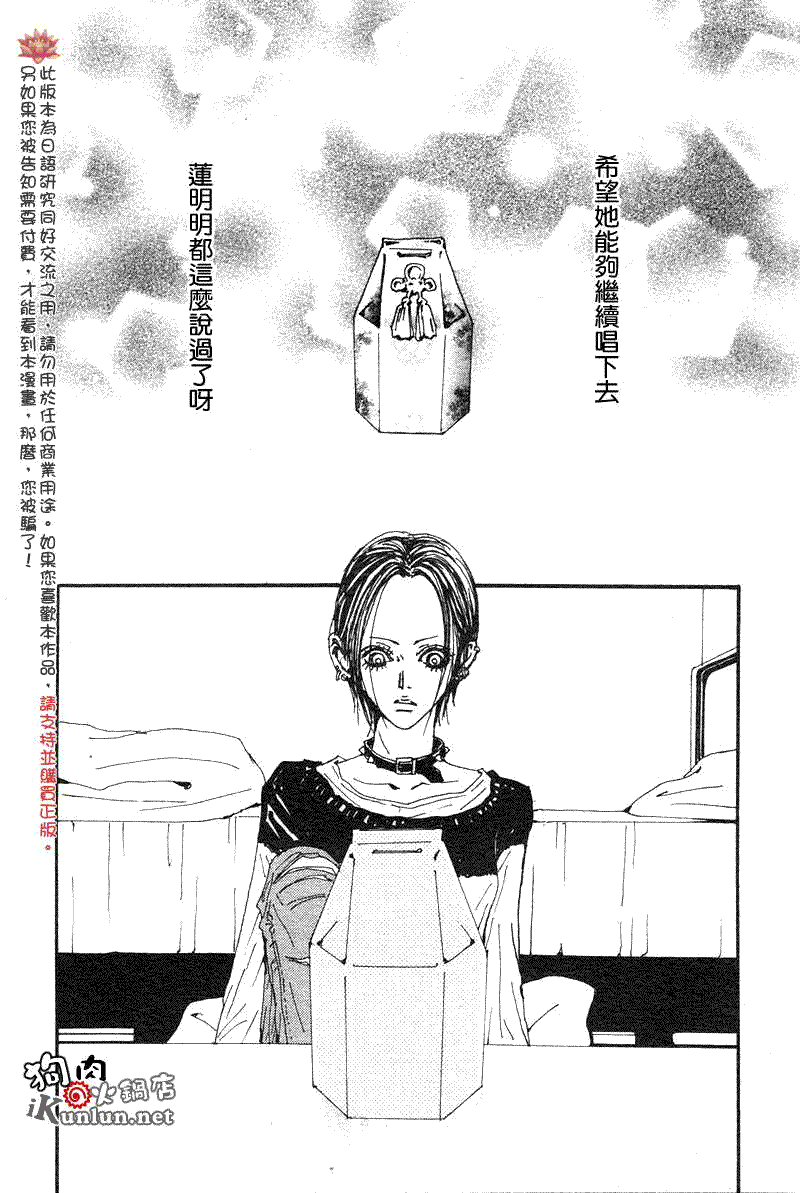 希望她能夠繼續唱下去
蓮明明都這麼說過了呀
此版本為日語研究同好交流之用，請勿用於任何商業用途。如果您喜歡本作品，請支持並購買正版。
另如果您被告知需要付費，才能看到本漫畫，那麼，您被騙了！
狗肉
火鍋店
iKunlun.net